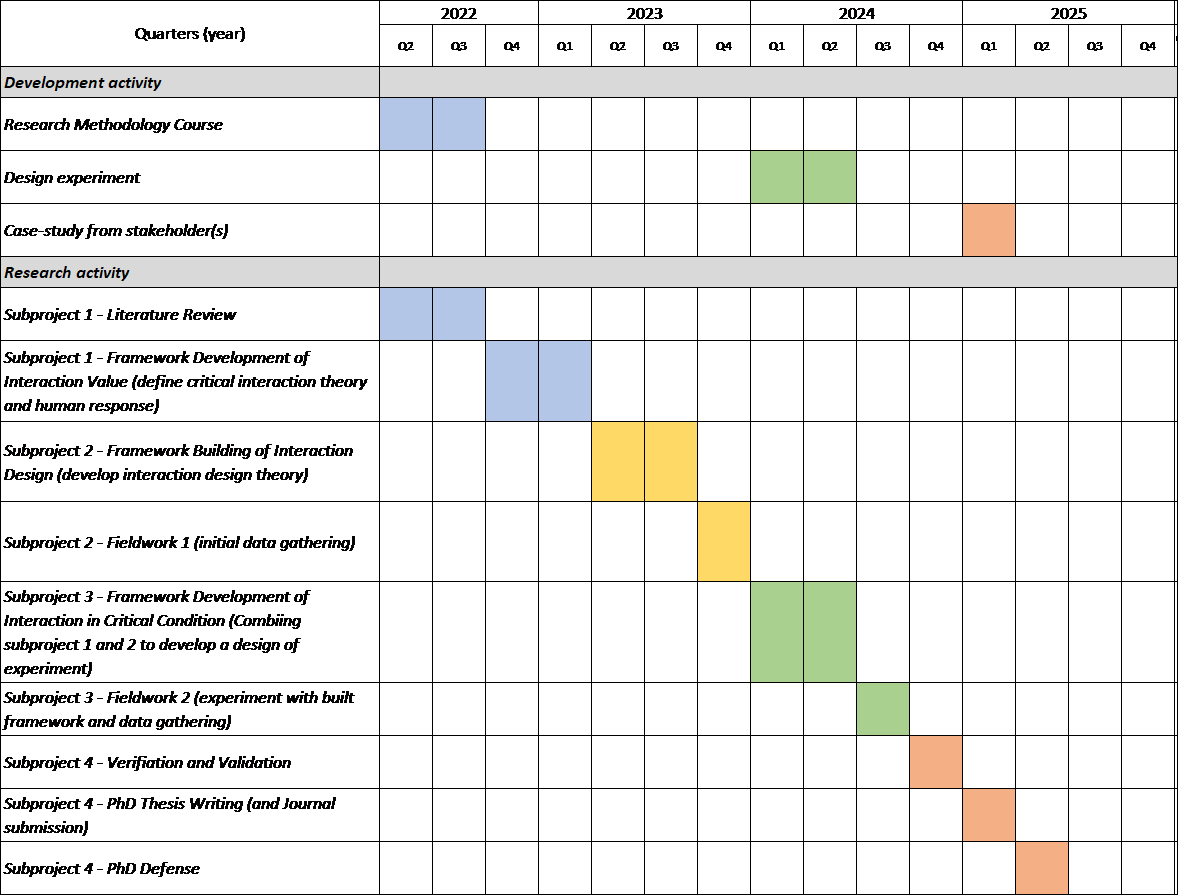 Quarters (year)
2022 2023 2024 2025
Q2 Q3 Q4 Q1 Q2 Q3 Q4 Q1 Q2 Q3 Q4 Q1 Q2 Q3 Q4
Development activity
Research Methodology Course
Design experiment
Case-study from stakeholder(s)
Research activity
Subproject 1 - Literature Review
Subproject 1 - Framework Development of
Interaction Value (define critical interaction theory
and human response)
Subproject 2 - Framework Building of Interaction
Design (develop interaction design theory)
Subproject 2 - Fieldwork 1 (initial data gathering)
Subproject 3 - Framework Development of
Interaction in Critical Condition (Combiing
subproject 1 and 2 to develop a design of
experiment)
Subproject 3 - Fieldwork 2 (experiment with built
framework and data gathering)
Subproject 4 - Verifiation and Validation
Subproject 4 - PhD Thesis Writing (and Journal
submission)
Subproject 4 - PhD Defense